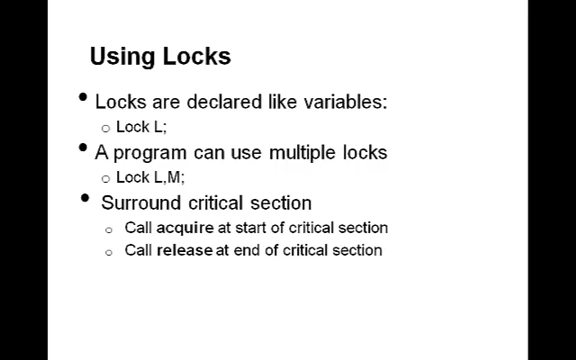 Using Locks
• Locks are declared like variables:
o Lock L;
• A program can use multiple locks
o Lock L,M;
• Surround critical section
o Call acquire at start of critical section
o Call release at end of critical section